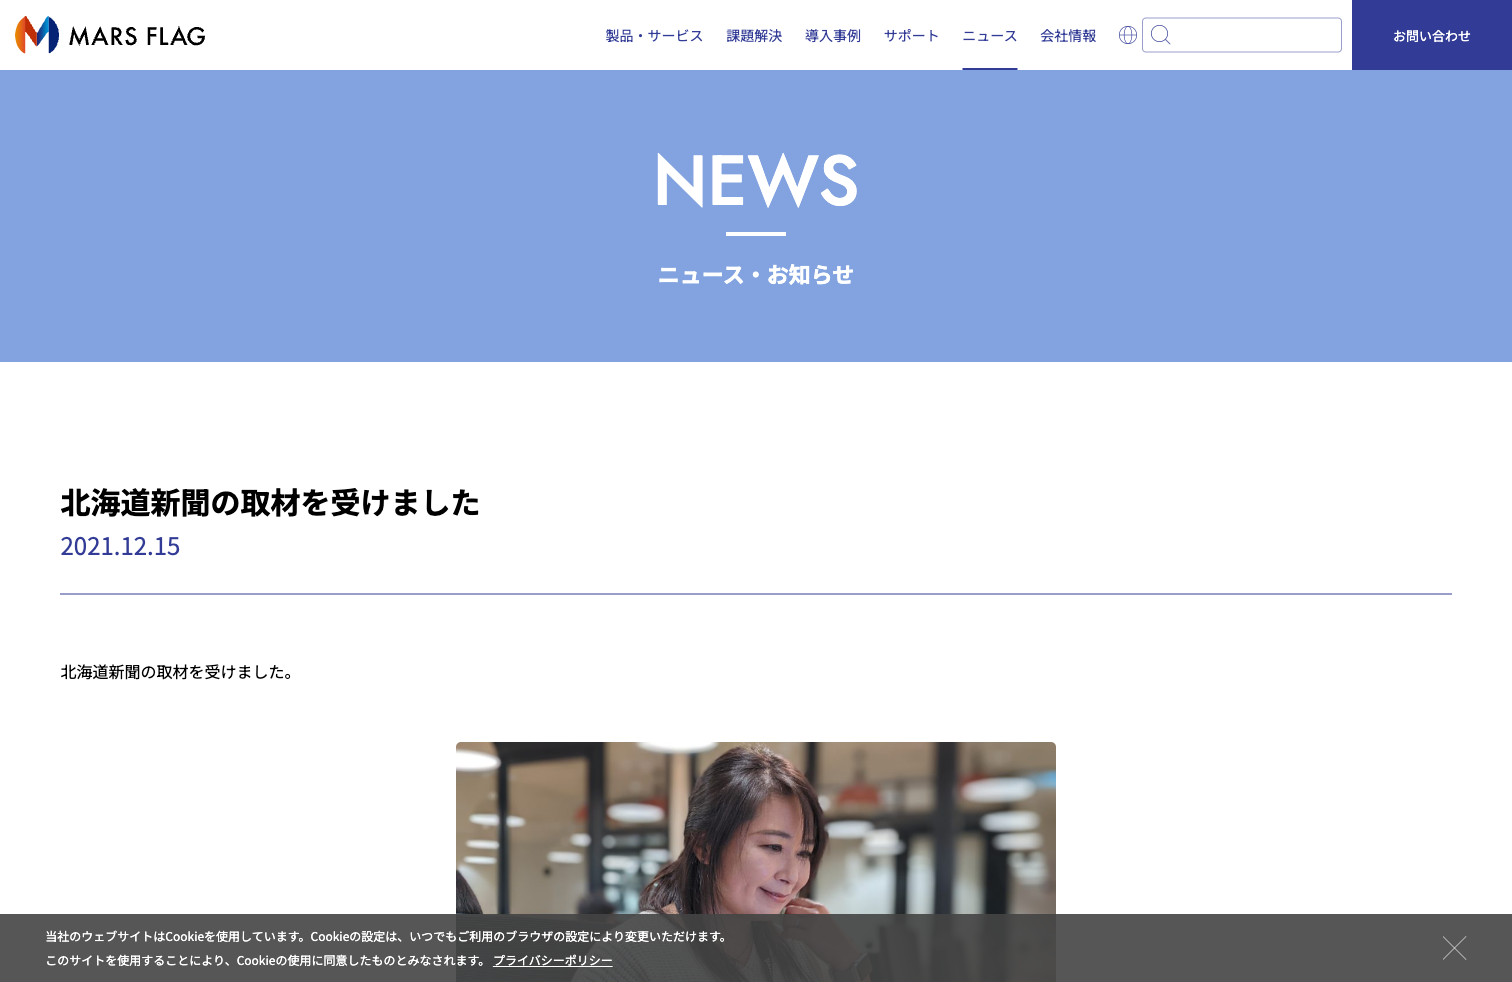 MARS FLAG
製品・サービス 課題解決 導入事例 サポート ニュース 会社情報 お問い合わせ
NEWS
ニュース・お知らせ
北海道新聞の取材を受けました
2021.12.15
北海道新聞の取材を受けました。
当社のウェブサイトはCookieを使用しています。Cookieの設定は、いつでもご利用のブラウザの設定により変更いただけます。
このサイトを使用することにより、Cookieの使用に同意したものとみなされます。 プライバシーポリシー